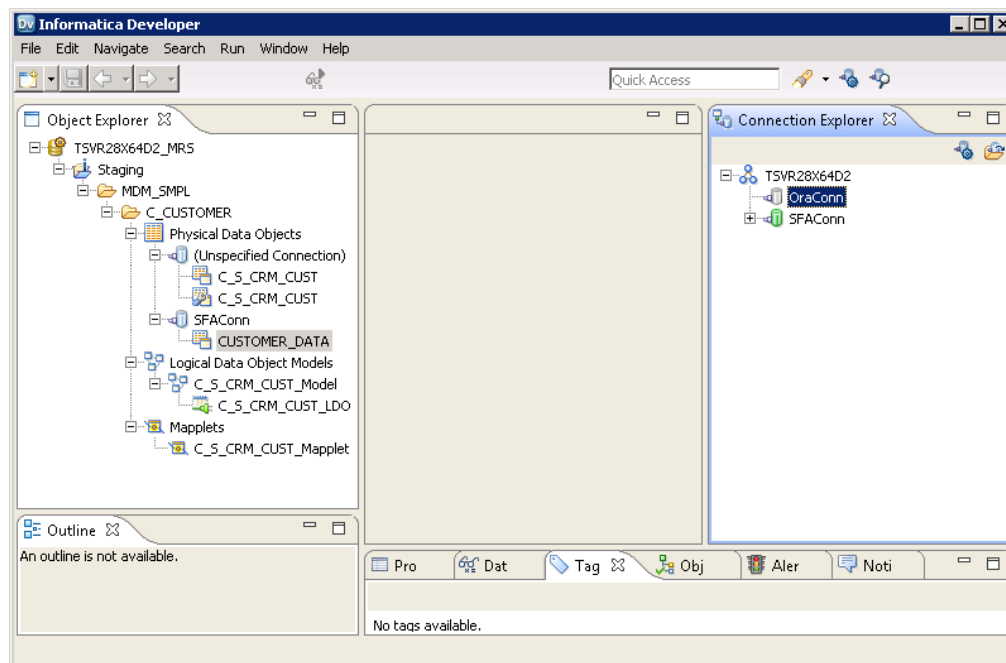 Dv Informatica Developer
File Edit Navigate Search Run Window Help
Quick Access
Object Explorer
TSVR28X64D2_MRS
Staging
MDM_SMPL
C_CUSTOMER
Physical Data Objects
(Unspecified Connection)
C_S_CRM_CUST
C_S_CRM_CUST
SFAConn
CUSTOMER_DATA
Logical Data Object Models
C_S_CRM_CUST_Model
C_S_CRM_CUST_LDO
Mapplets
C_S_CRM_CUST_Mapplet
Connection Explorer
TSVR28X64D2
OraConn
SFAConn
Outline
An outline is not available.
Pro Dat Tag Obj Aler Noti
No tags available.